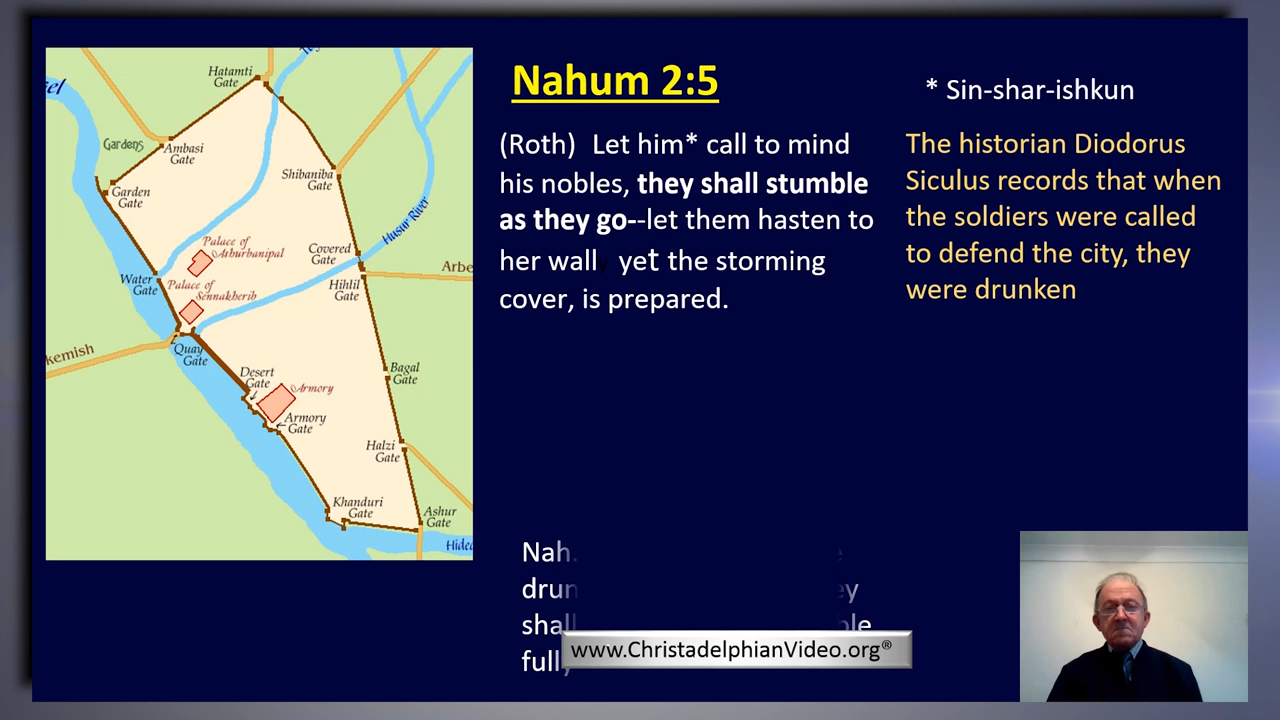 Nahum 2:5
* Sin-shar-ishkun
(Roth) Let him* call to mind
his nobles, they shall stumble
as they go--let them hasten to
her wall yet the storming
cover, is prepared.
The historian Diodorus
Siculus records that when
the soldiers were called
to defend the city, they
were drunken
Nah.
shall
fully
www.ChristadelphianVideo.org®
Hatamti
Gate
Gardens
Ambasi
Gate
Shibaniba
Gate
Garden
Gate
Husur River
Palace of
Athurbanipal
Covered
Gate
Arbe
Water
Gate
Palace of
Sennakherib
Hihlil
Gate
kemish
Quay
Gate
Desert
Gate
Armory
Bagal
Gate
Armory
Gate
Halzi
Gate
Khanduri
Gate
Ashur
Gate
Hidec